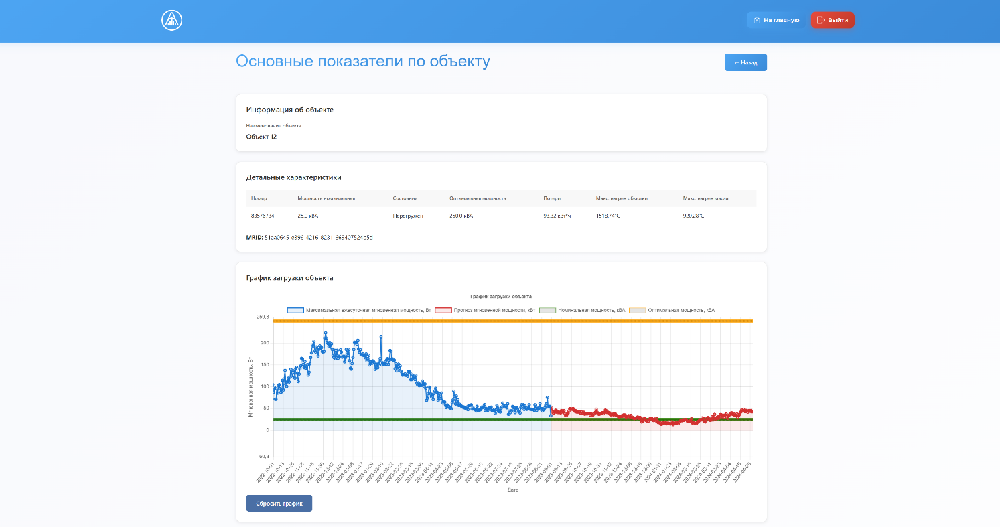 На главную
Выйти
Основные показатели по объекту
← Назад
Информация об объекте
Наименование объекта
Объект 12
Детальные характеристики
Номер Мощность номинальная Состояние Оптимальная мощность Потери Макс. нагрев обмотки Макс. нагрев масла
83576734 25.0 кВА Перегружен 250.0 кВА 93.32 кВт*ч 1518.74°C 920.28°C
MRID: 51aa0645-e396-4216-8231-669407524b5d
График загрузки объекта
График загрузки объекта
Максимальная ежесуточная мгновенная мощность, Вт Прогноз мгновенной мощности, кВт Номинальная мощность, кВА Оптимальная мощность, кВА
259,3
200
150
100
50
0
-60,3
Мгновенная мощность, Вт
2022-10-01 2022-10-13 2022-10-25 2022-11-06 2022-11-18 2022-11-30 2022-12-12 2022-12-24 2023-01-05 2023-01-17 2023-01-29 2023-02-10 2023-02-22 2023-03-06 2023-03-18 2023-03-30 2023-04-11 2023-04-23 2023-05-05 2023-05-17 2023-05-29 2023-06-10 2023-06-22 2023-07-04 2023-07-16 2023-07-28 2023-08-09 2023-08-21 2023-09-01 2023-09-13 2023-09-25 2023-10-07 2023-10-19 2023-10-31 2023-11-12 2023-11-24 2023-12-06 2023-12-18 2023-12-30 2024-01-11 2024-01-23 2024-02-04 2024-02-16 2024-02-28 2024-03-11 2024-03-23 2024-04-04 2024-04-16 2024-04-28
Дата
Сбросить график